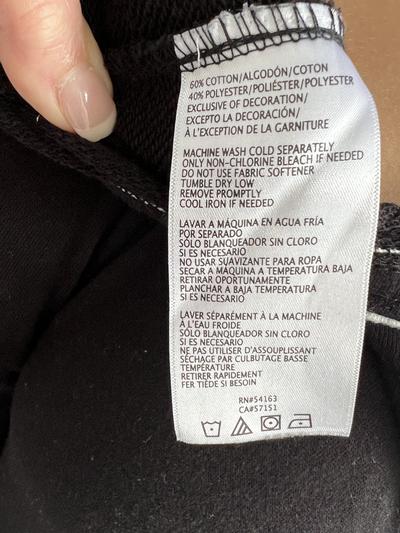 60% COTTON/ALGODÓN/COTON
40% POLYESTER/POLIÉSTER/POLYESTER
EXCLUSIVE OF DECORATION/
EXCEPTO LA DECORACIÓN/
À L'EXCEPTION DE LA GARNITURE
MACHINE WASH COLD SEPARATELY
ONLY NON-CHLORINE BLEACH IF NEEDED
DO NOT USE FABRIC SOFTENER
TUMBLE DRY LOW
REMOVE PROMPTLY
COOL IRON IF NEEDED
LAVAR A MÁQUINA EN AGUA FRÍA
POR SEPARADO
SÓLO BLANQUEADOR SIN CLORO
SI ES NECESARIO
NO USAR SUAVIZANTE PARA ROPA
SECAR A MÁQUINA A TEMPERATURA BAJA
RETIRAR OPORTUNAMENTE
PLANCHAR A BAJA TEMPERATURA
SI ES NECESARIO
LAVER SÉPARÉMENT À LA MACHINE
À L'EAU FROIDE
SÓLO BLANQUEADOR SIN CLORO
SI ES NECESARIO
NE PAS UTILISER D'ASSOUPLISSANT
SÉCHAGE PAR CULBUTAGE BASSE
TEMPÉRATURE
RETIRER RAPIDEMENT
FER TIÈDE SI BESOIN
RN#54163
CA#57151